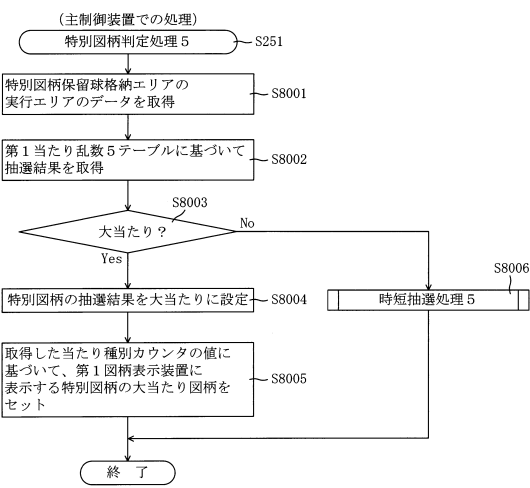 （主制御装置での処理）
特別図柄判定処理５
S251
特別図柄保留球格納エリアの
実行エリアのデータを取得
S8001
第１当たり乱数５テーブルに基づいて
抽選結果を取得
S8002
S8003
大当たり？
No
Yes
S8006
時短抽選処理５
特別図柄の抽選結果を大当たりに設定
S8004
取得した当たり種別カウンタの値に
基づいて、第１図柄表示装置に
表示する特別図柄の大当たり図柄を
セット
S8005
終 了